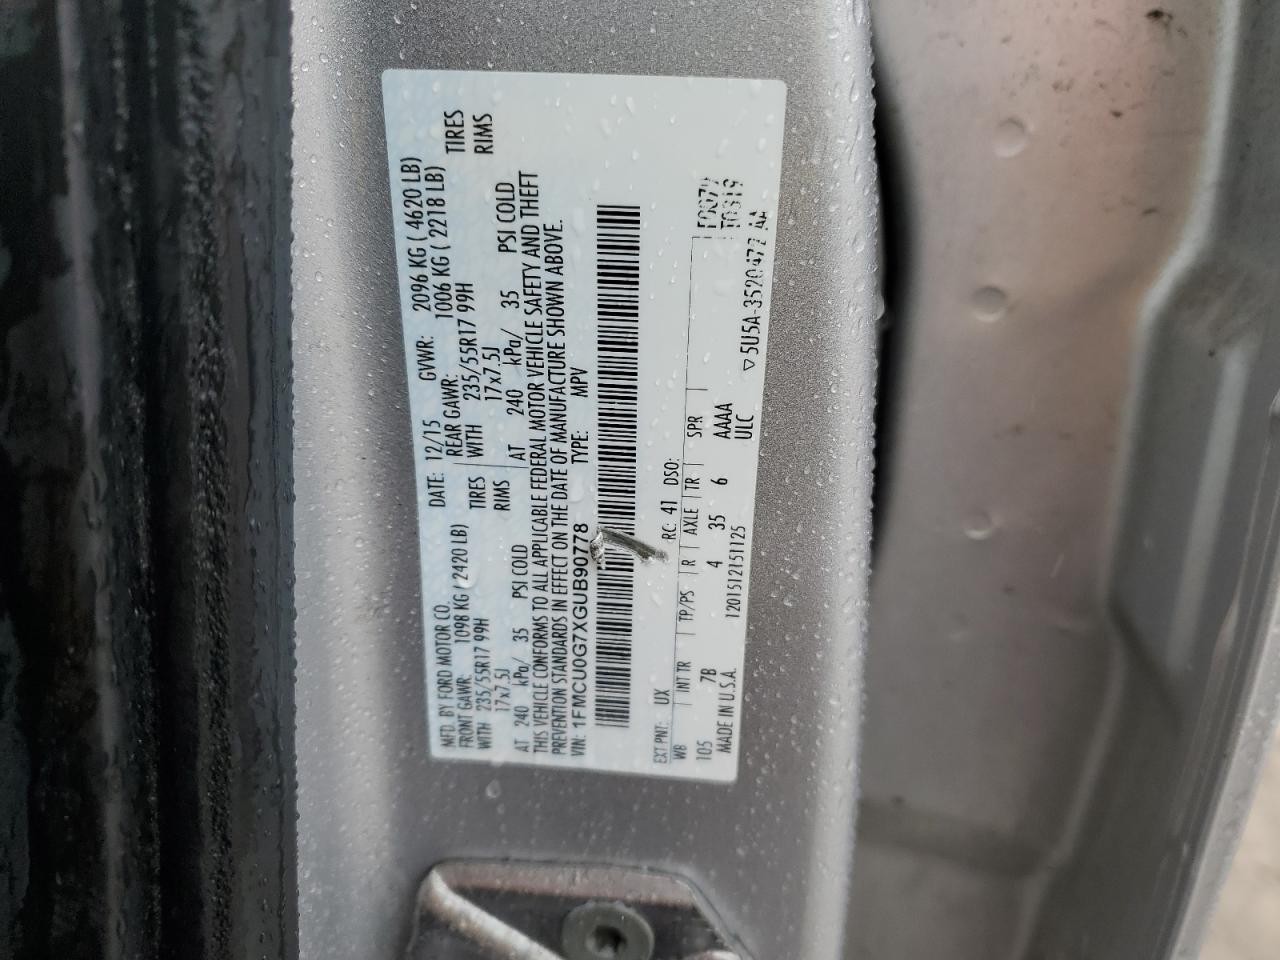 MFD. BY FORD MOTOR CO. DATE: 12/15 GVWR: 2096 KG ( 4620 LB)
FRONT GAWR: 1098 KG ( 2420 LB) REAR GAWR: 1006 KG ( 2218 LB)
WITH 235/55R17 99H TIRES WITH 235/55R17 99H TIRES
17x7.5J RIMS 17x7.5J RIMS
AT 240 kPa/ 35 PSI COLD AT 240 kPa/ 35 PSI COLD
THIS VEHICLE CONFORMS TO ALL APPLICABLE FEDERAL MOTOR VEHICLE SAFETY AND THEFT
PREVENTION STANDARDS IN EFFECT ON THE DATE OF MANUFACTURE SHOWN ABOVE.
VIN: 1FMCU0G7XGUB90778 TYPE: MPV
EXT PNT: UX RC: 41 DSO:
WB INT TR TP/PS R AXLE TR SPR
105 7B 4 35 6 AAAA
MADE IN U.S.A. 1201512151125 ULC
T0319
▽5U5A-3520472 AA